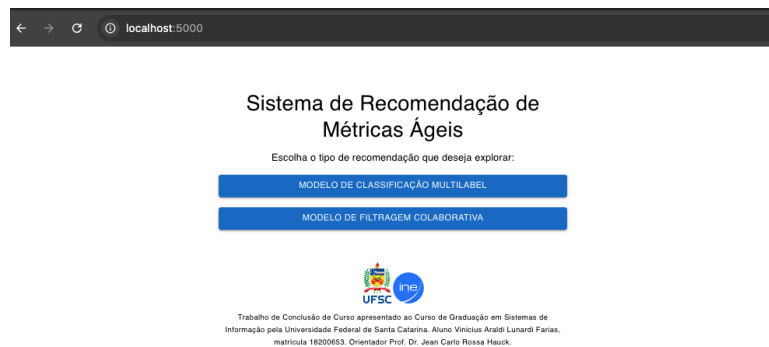 localhost:5000
Sistema de Recomendação de
Métricas Ágeis
Escolha o tipo de recomendação que deseja explorar:
MODELO DE CLASSIFICAÇÃO MULTILABEL
MODELO DE FILTRAGEM COLABORATIVA
UFSC
ine
Trabalho de Conclusão de Curso apresentado ao Curso de Graduação em Sistemas de
Informação pela Universidade Federal de Santa Catarina. Aluno Vinicius Araldi Lunardi Farias,
matrícula 18200653. Orientador Prof. Dr. Jean Carlo Rossa Hauck.